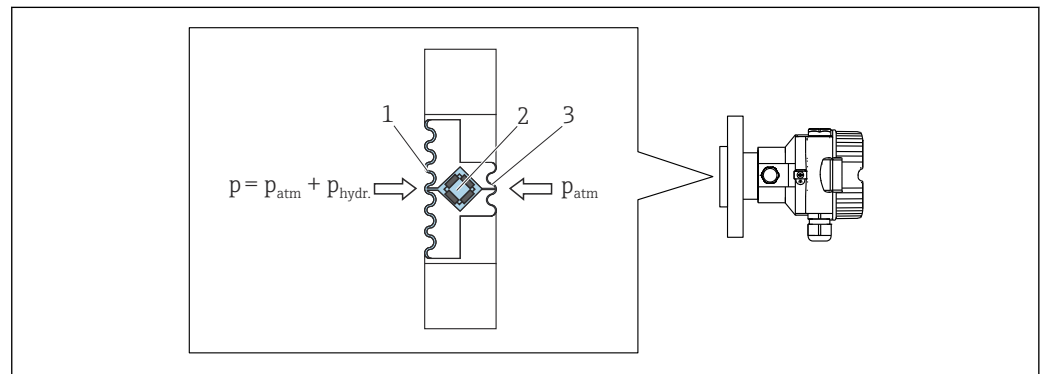 1 2 3
p = p_atm + p_hydr. p_atm